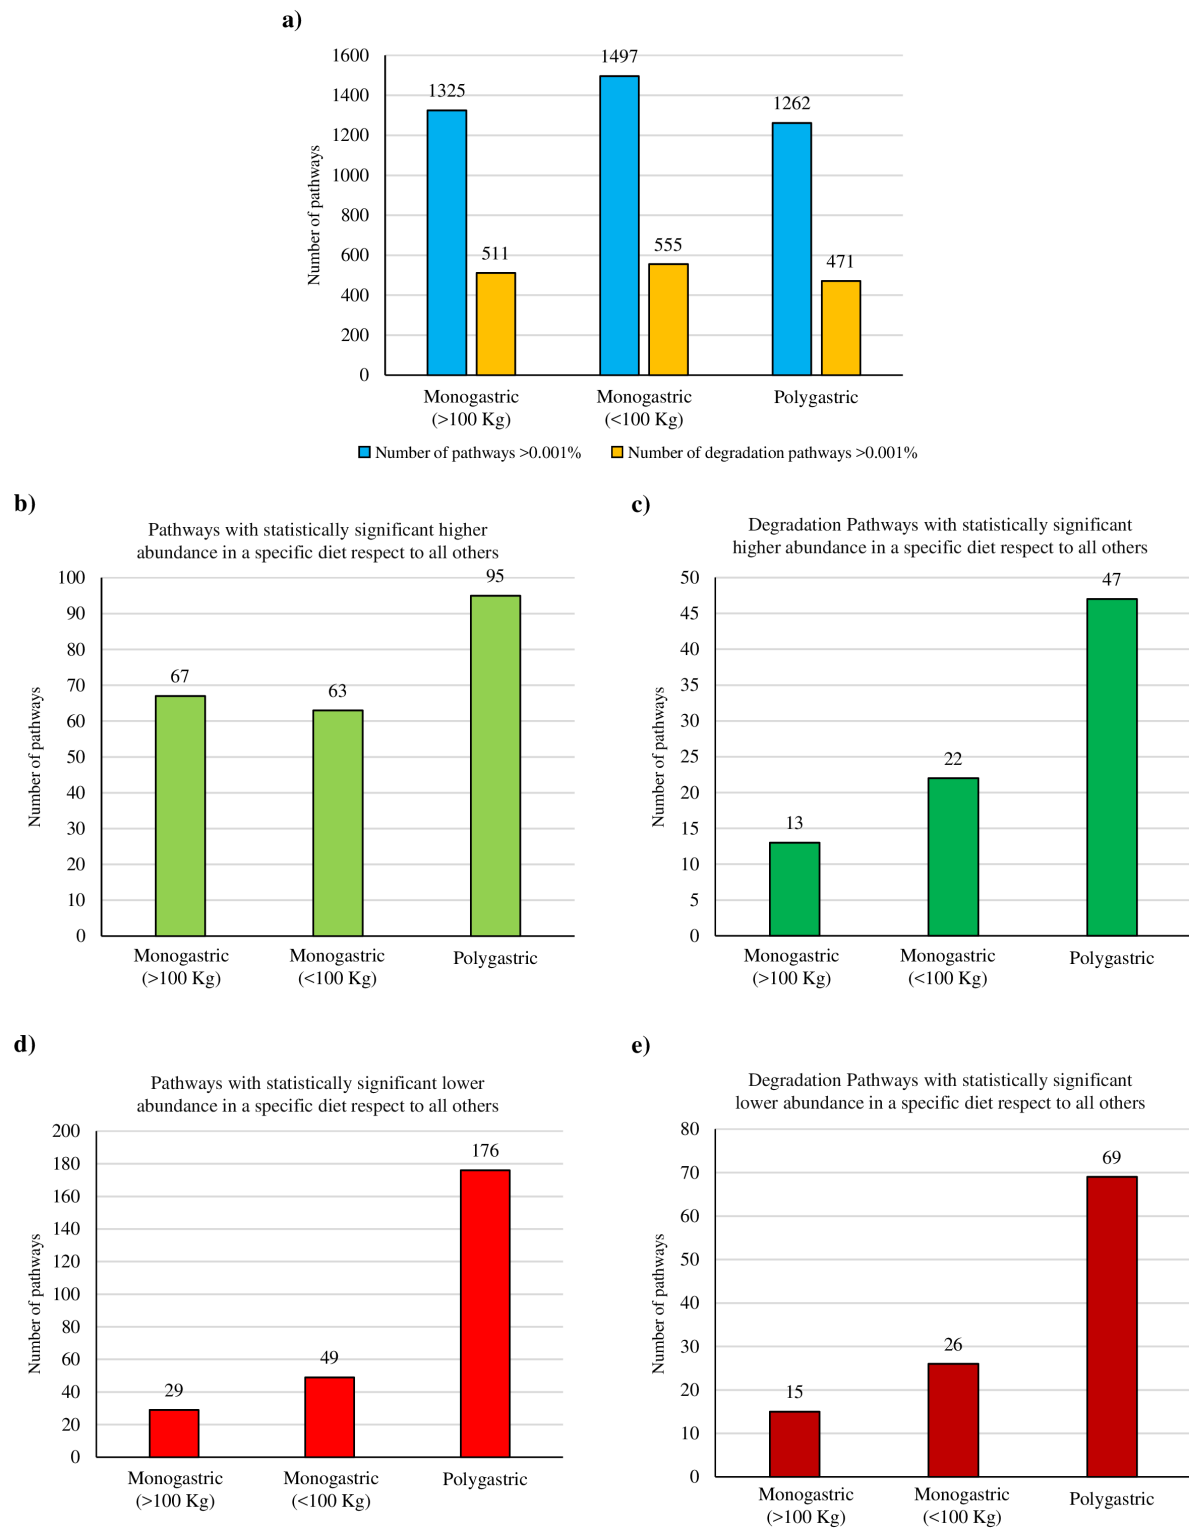 a)
1600
1400
1200
1000
800
600
400
200
0
Number of pathways
1325
511
1497
555
1262
471
Monogastric
(>100 Kg)
Monogastric
(<100 Kg)
Polygastric
Number of pathways >0.001%
Number of degradation pathways >0.001%
b)
Pathways with statistically significant higher
abundance in a specific diet respect to all others
100
90
80
70
60
50
40
30
20
10
0
Number of pathways
67
63
95
Monogastric
(>100 Kg)
Monogastric
(<100 Kg)
Polygastric
c)
Degradation Pathways with statistically significant
higher abundance in a specific diet respect to all others
50
45
40
35
30
25
20
15
10
5
0
Number of pathways
13
22
47
Monogastric
(>100 Kg)
Monogastric
(<100 Kg)
Polygastric
d)
Pathways with statistically significant lower
abundance in a specific diet respect to all others
200
180
160
140
120
100
80
60
40
20
0
Number of pathways
29
49
176
Monogastric
(>100 Kg)
Monogastric
(<100 Kg)
Polygastric
e)
Degradation Pathways with statistically significant
lower abundance in a specific diet respect to all others
80
70
60
50
40
30
20
10
0
Number of pathways
15
26
69
Monogastric
(>100 Kg)
Monogastric
(<100 Kg)
Polygastric